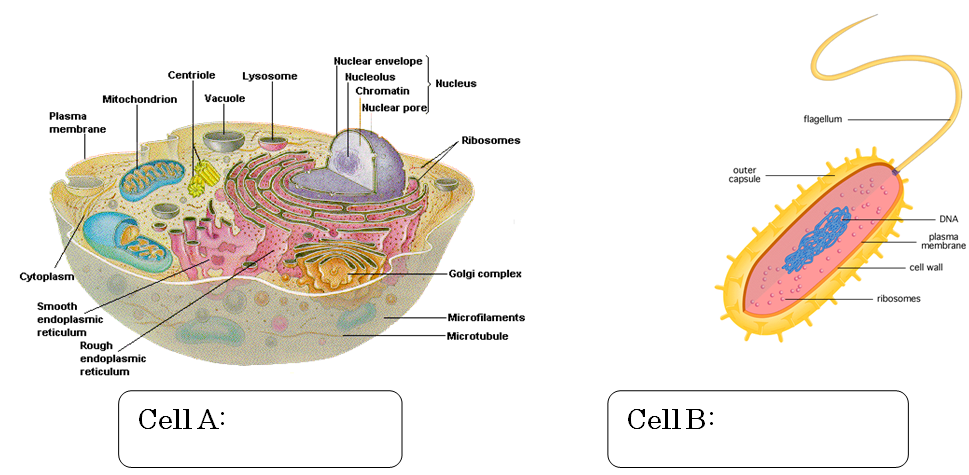 Nuclear envelope
Nucleolus
Chromatin
Nuclear pore
Nucleus
Centriole
Lysosome
Mitochondrion
Vacuole
Plasma
membrane
Ribosomes
Cytoplasm
Golgi complex
Smooth
endoplasmic
reticulum
Rough
endoplasmic
reticulum
Microfilaments
Microtubule
Cell A:
flagellum
outer
capsule
DNA
plasma
membrane
cell wall
ribosomes
Cell B: